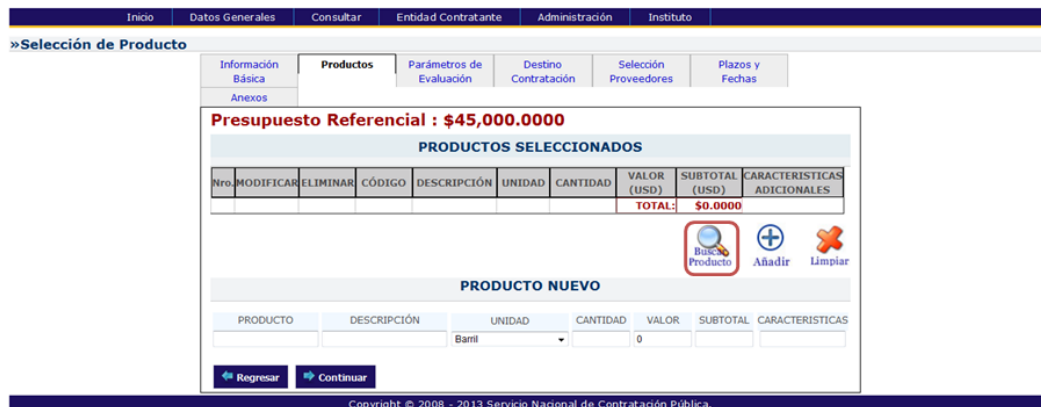 Inicio Datos Generales Consultar Entidad Contratante Administración Instituto
»Selección de Producto
Información Básica Productos Parámetros de Evaluación Destino Contratación Selección Proveedores Plazos y Fechas
Anexos
Presupuesto Referencial : $45,000.0000
PRODUCTOS SELECCIONADOS
Nro. MODIFICAR ELIMINAR CÓDIGO DESCRIPCIÓN UNIDAD CANTIDAD VALOR (USD) SUBTOTAL (USD) CARACTERISTICAS ADICIONALES
TOTAL: $0.0000
Buscar Producto Añadir Limpiar
PRODUCTO NUEVO
PRODUCTO DESCRIPCIÓN UNIDAD CANTIDAD VALOR SUBTOTAL CARACTERISTICAS
Barril 0
Regresar Continuar
Copyright © 2008 - 2013 Servicio Nacional de Contratación Pública.